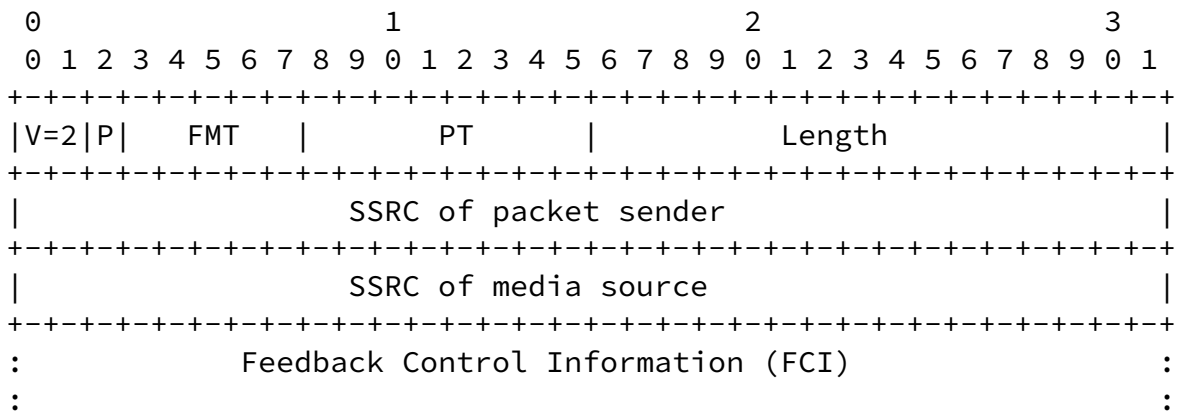 0                   1                   2                   3
 0 1 2 3 4 5 6 7 8 9 0 1 2 3 4 5 6 7 8 9 0 1 2 3 4 5 6 7 8 9 0 1
+-+-+-+-+-+-+-+-+-+-+-+-+-+-+-+-+-+-+-+-+-+-+-+-+-+-+-+-+-+-+-+-+
|V=2|P|   FMT   |       PT      |          Length               |
+-+-+-+-+-+-+-+-+-+-+-+-+-+-+-+-+-+-+-+-+-+-+-+-+-+-+-+-+-+-+-+-+
|                  SSRC of packet sender                        |
+-+-+-+-+-+-+-+-+-+-+-+-+-+-+-+-+-+-+-+-+-+-+-+-+-+-+-+-+-+-+-+-+
|                  SSRC of media source                         |
+-+-+-+-+-+-+-+-+-+-+-+-+-+-+-+-+-+-+-+-+-+-+-+-+-+-+-+-+-+-+-+-+
:            Feedback Control Information (FCI)                 :
:                                                               :